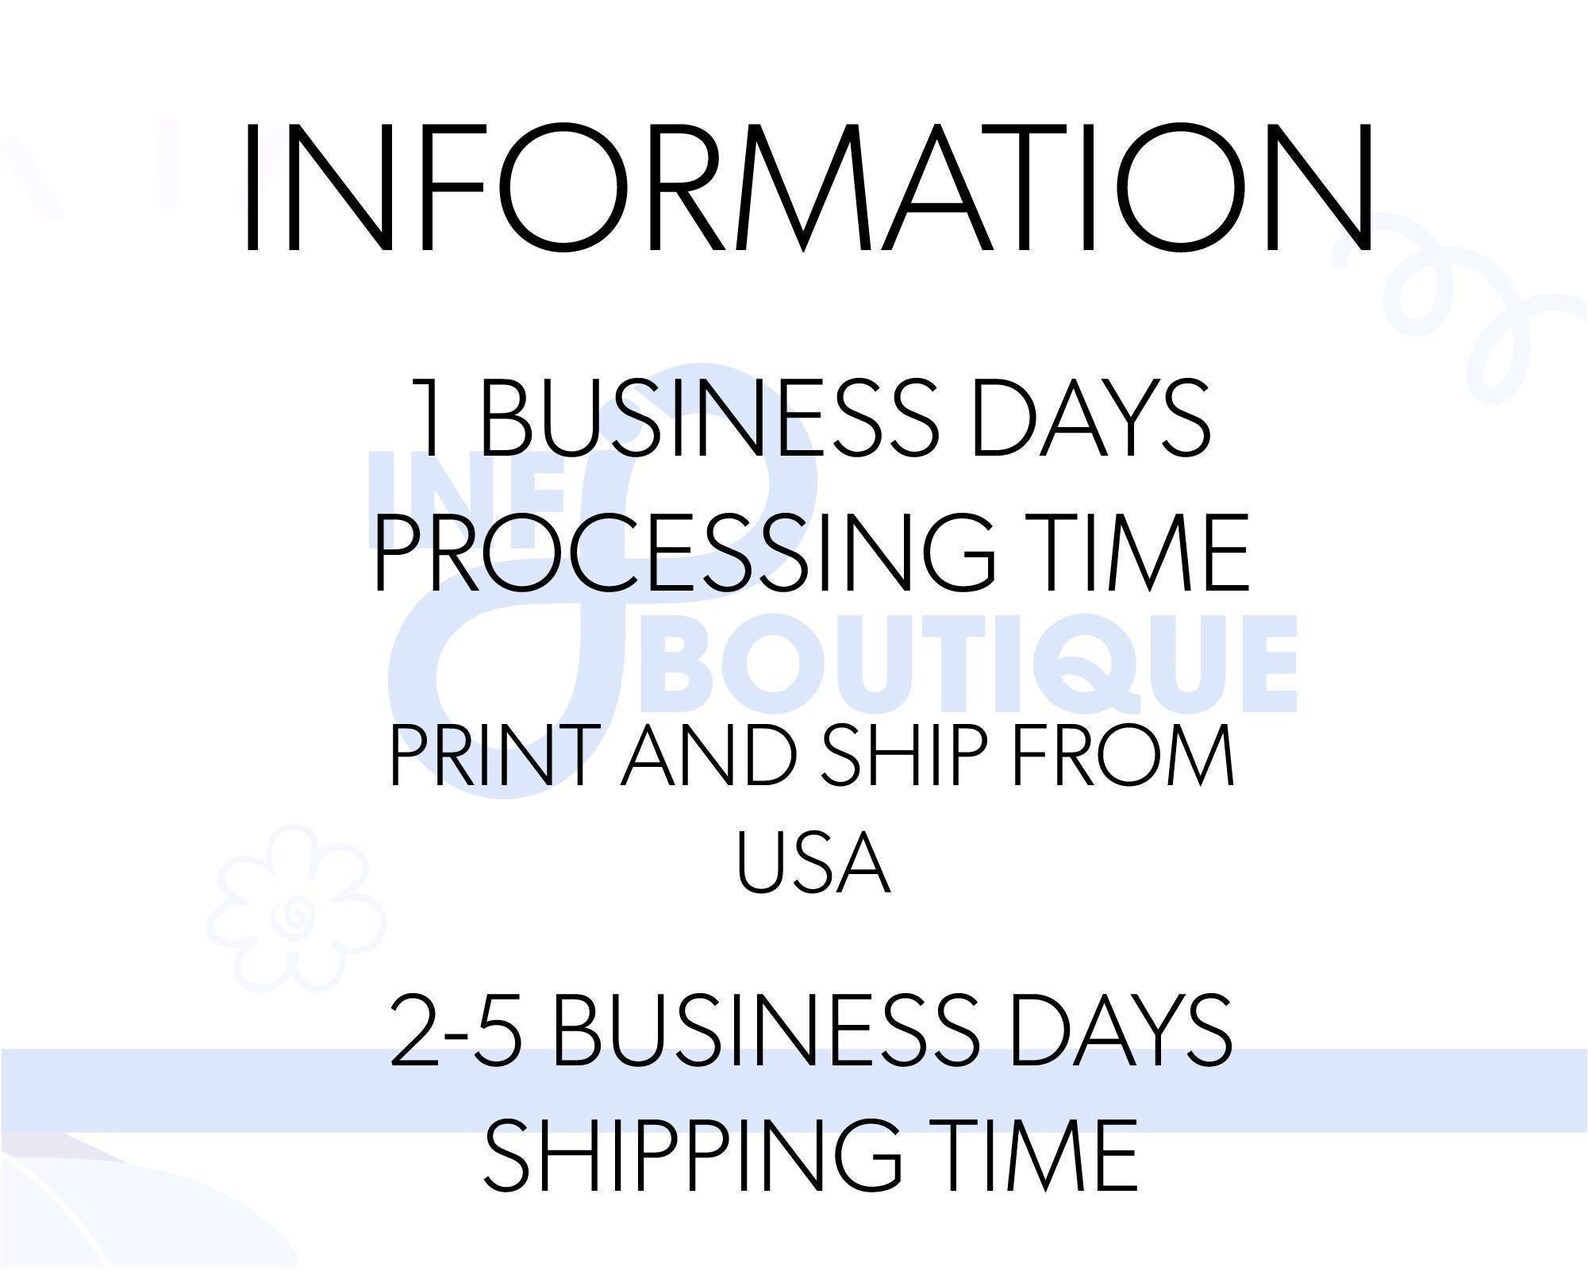 INFORMATION
1 BUSINESS DAYS
INF
PROCESSING TIME
BOUTIQUE
PRINT AND SHIP FROM
USA
2-5 BUSINESS DAYS
SHIPPING TIME